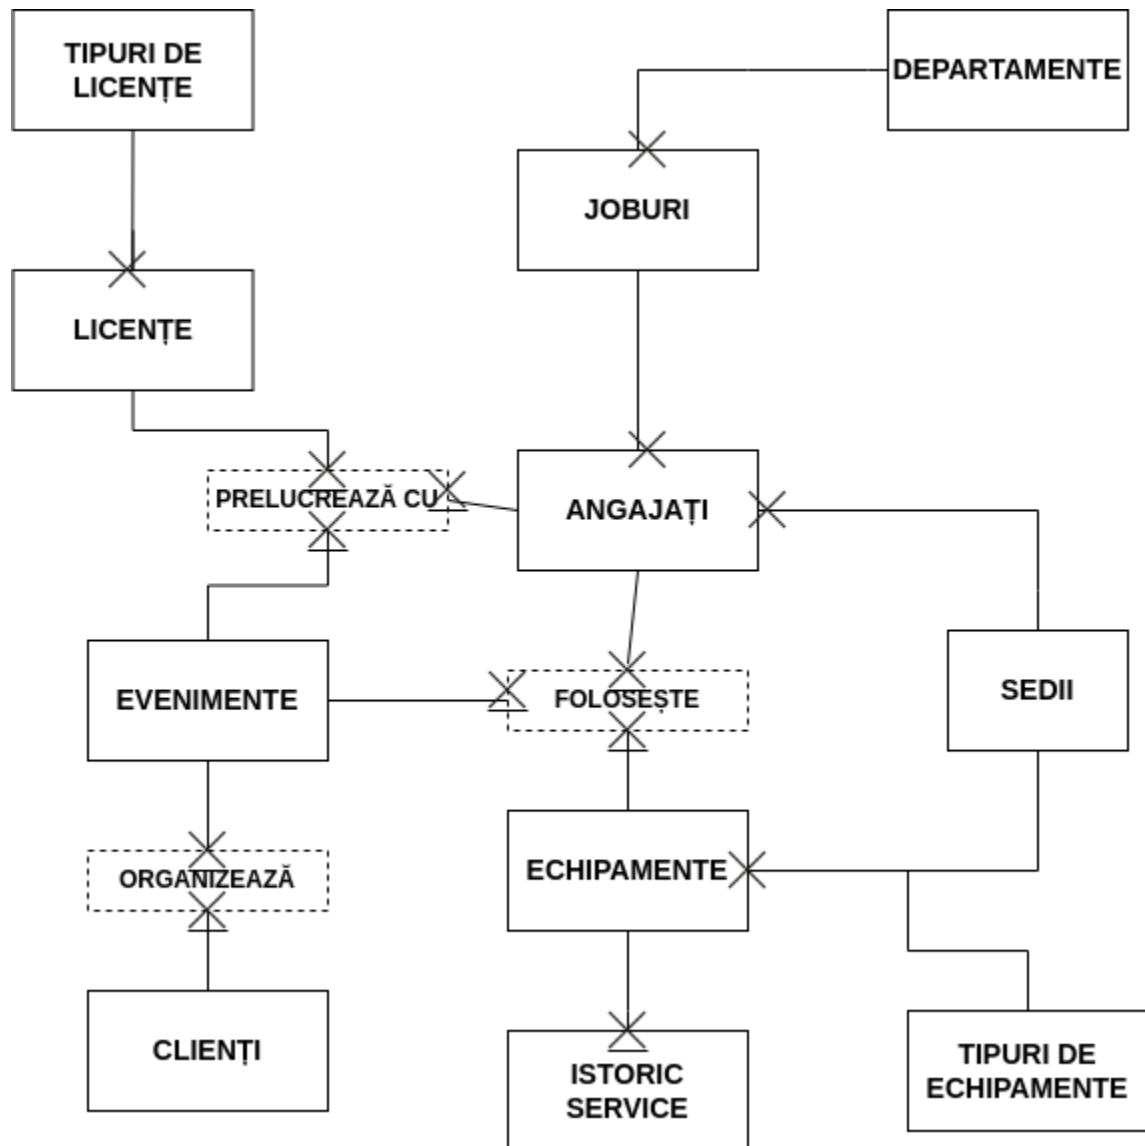 TIPURI DE
LICENȚE
DEPARTAMENTE
JOBURI
LICENȚE
PRELUCREAZĂ CU
ANGAJAȚI
EVENIMENTE
FOLOSEȘTE
SEDII
ORGANIZEAZĂ
ECHIPAMENTE
CLIENȚI
ISTORIC
SERVICE
TIPURI DE
ECHIPAMENTE